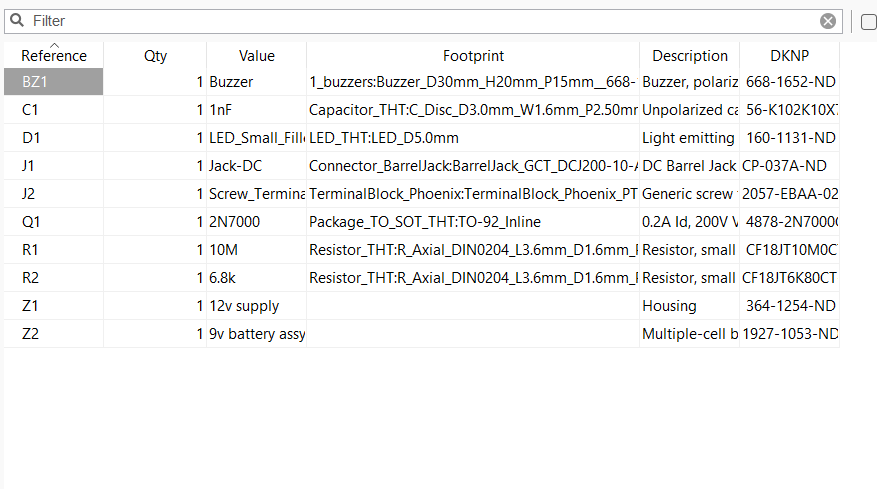 Filter
Reference Qty Value Footprint Description DKNP
BZ1 1 Buzzer 1_buzzers:Buzzer_D30mm_H20mm_P15mm__668- Buzzer, polariz 668-1652-ND
C1 1 1nF Capacitor_THT:C_Disc_D3.0mm_W1.6mm_P2.50mm Unpolarized ca 56-K102K10X7
D1 1 LED_Small_Fille LED_THT:LED_D5.0mm Light emitting 160-1131-ND
J1 1 Jack-DC Connector_BarrelJack:BarrelJack_GCT_DCJ200-10-A DC Barrel Jack CP-037A-ND
J2 1 Screw_Termina TerminalBlock_Phoenix:TerminalBlock_Phoenix_PT Generic screw 2057-EBAA-02
Q1 1 2N7000 Package_TO_SOT_THT:TO-92_Inline 0.2A Id, 200V V 4878-2N7000
R1 1 10M Resistor_THT:R_Axial_DIN0204_L3.6mm_D1.6mm_P Resistor, small CF18JT10M0C
R2 1 6.8k Resistor_THT:R_Axial_DIN0204_L3.6mm_D1.6mm_P Resistor, small CF18JT6K80CT
Z1 1 12v supply Housing 364-1254-ND
Z2 1 9v battery assy Multiple-cell b 1927-1053-ND